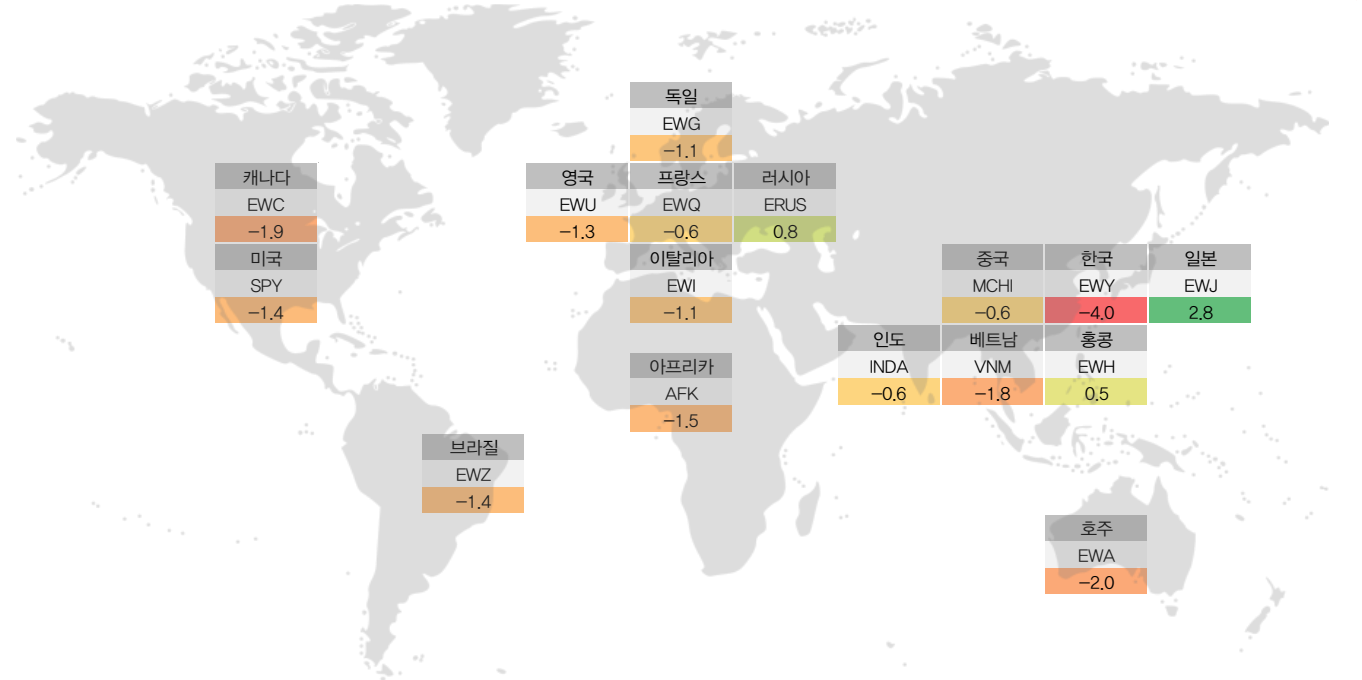 독일
EWG
-1.1
캐나다
EWC
-1.9
영국
EWU
-1.3
프랑스
EWQ
-0.6
러시아
ERUS
0.8
미국
SPY
-1.4
이탈리아
EWI
-1.1
중국
MCHI
-0.6
한국
EWY
-4.0
일본
EWJ
2.8
인도
INDA
-0.6
베트남
VNM
-1.8
홍콩
EWH
0.5
아프리카
AFK
-1.5
브라질
EWZ
-1.4
호주
EWA
-2.0